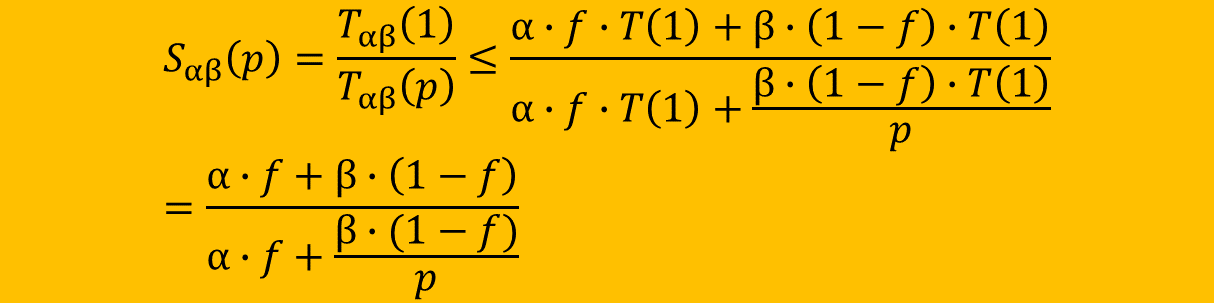 S_αβ(p) = T_αβ(1) / T_αβ(p) ≤ (α · f · T(1) + β · (1 − f) · T(1)) / (α · f · T(1) + (β · (1 − f) · T(1)) / p)
= (α · f + β · (1 − f)) / (α · f + (β · (1 − f)) / p)